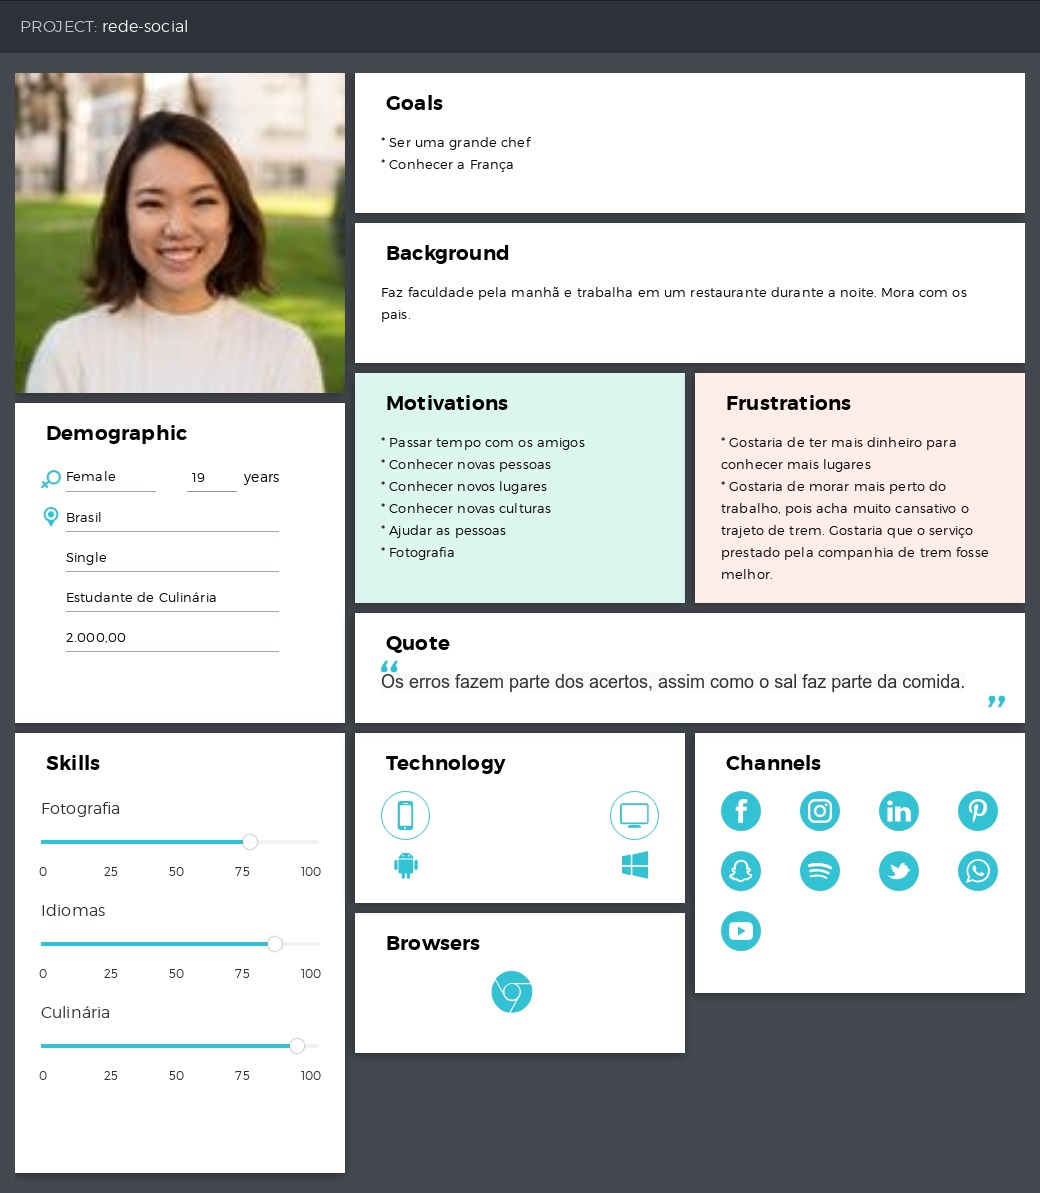 PROJECT: rede-social
Goals
* Ser uma grande chef
* Conhecer a França
Background
Faz faculdade pela manhã e trabalha em um restaurante durante a noite. Mora com os
pais.
Demographic
Female 19 years
Brasil
Single
Estudante de Culinária
2.000,00
Motivations
* Passar tempo com os amigos
* Conhecer novas pessoas
* Conhecer novos lugares
* Conhecer novas culturas
* Ajudar as pessoas
* Fotografia
Frustrations
* Gostaria de ter mais dinheiro para
conhecer mais lugares
* Gostaria de morar mais perto do
trabalho, pois acha muito cansativo o
trajeto de trem. Gostaria que o serviço
prestado pela companhia de trem fosse
melhor.
Quote
“
Os erros fazem parte dos acertos, assim como o sal faz parte da comida.
”
Skills
Fotografia
0 25 50 75 100
Idiomas
0 25 50 75 100
Culinária
0 25 50 75 100
Technology
Browsers
Channels